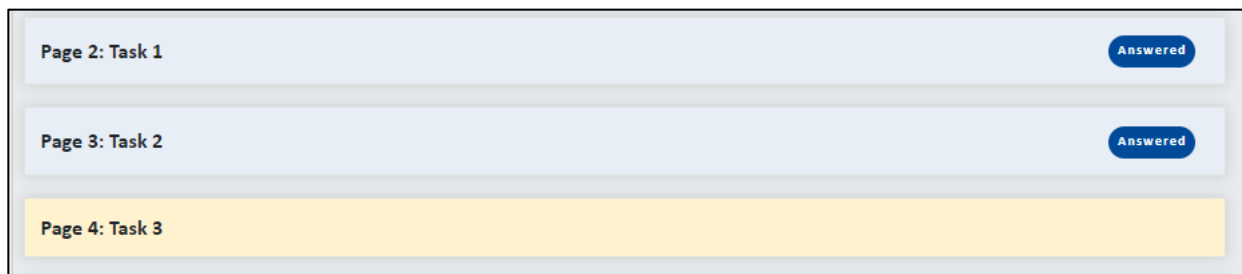 Page 2: Task 1 Answered
Page 3: Task 2 Answered
Page 4: Task 3